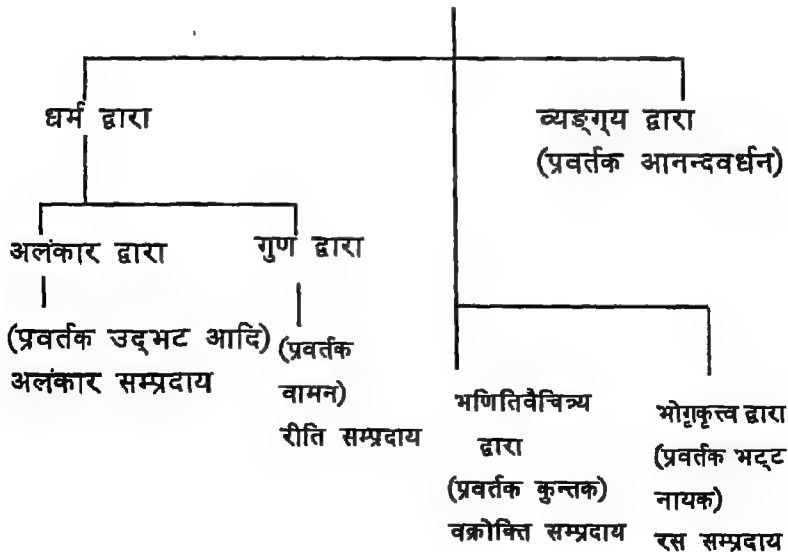 धर्म द्वारा
व्यङ्ग्य द्वारा
(प्रवर्तक आनन्दवर्धन)
अलंकार द्वारा
गुण द्वारा
(प्रवर्तक उद्भट आदि)
अलंकार सम्प्रदाय
(प्रवर्तक
वामन)
रीति सम्प्रदाय
भणितिवैचित्र्य
द्वारा
(प्रवर्तक कुन्तक)
वक्रोक्ति सम्प्रदाय
भोगृकृत्त्व द्वारा
(प्रवर्तक भट्ट
नायक)
रस सम्प्रदाय